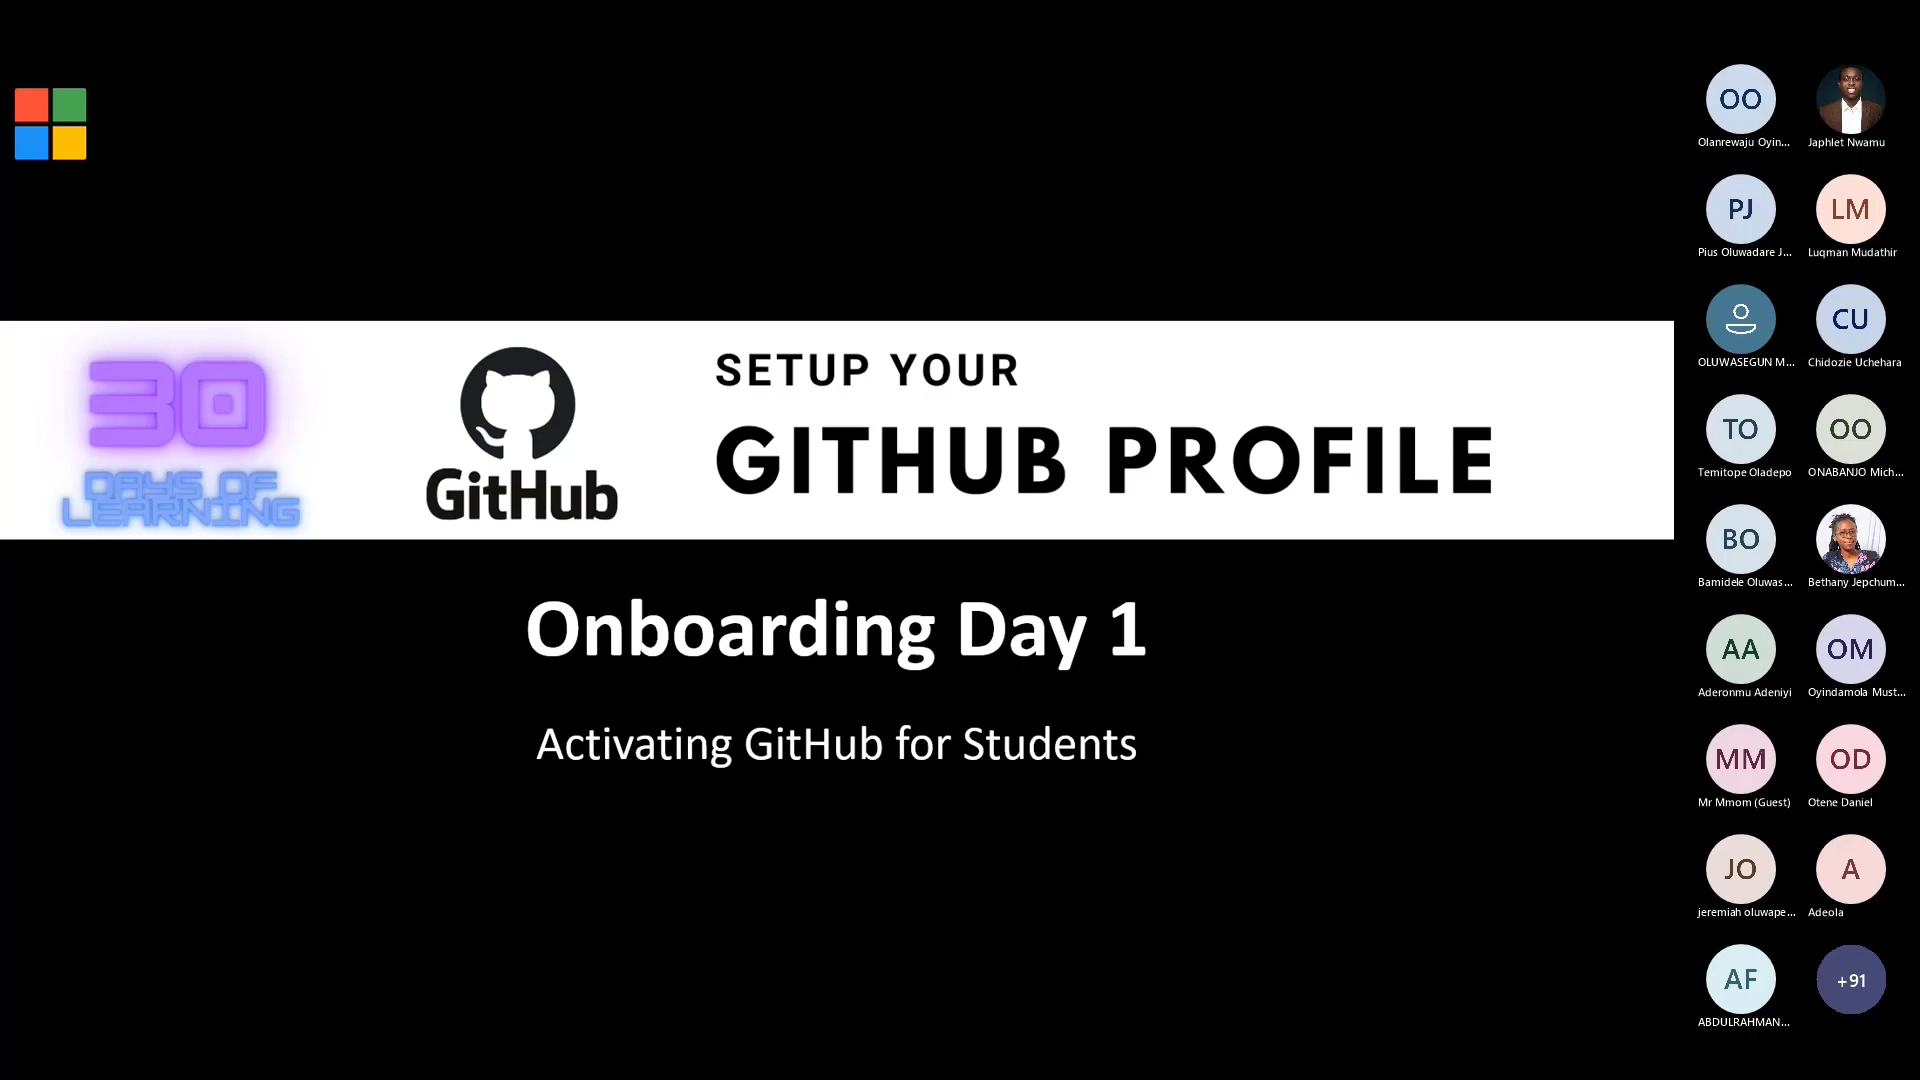 30
DAYS OF
LEARNING
GitHub
SETUP YOUR
GITHUB PROFILE
Onboarding Day 1
Activating GitHub for Students
OO
Olanrewaju Oyin...
Japhlet Nwamu
PJ
Pius Oluwadare J...
LM
Luqman Mudathir
OLUWASEGUN M...
CU
Chidozie Uchehara
TO
Temitope Oladepo
OO
ONABANJO Mich...
BO
Bamidele Oluwas...
Bethany Jepchum...
AA
Aderonmu Adeniyi
OM
Oyindamola Must...
MM
Mr Mmom (Guest)
OD
Otene Daniel
JO
jeremiah oluwape...
A
Adeola
AF
ABDULRAHMAN...
+91